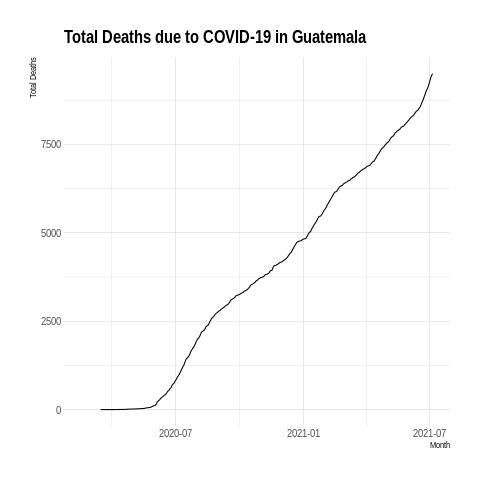 Total Deaths due to COVID-19 in Guatemala
Total Deaths
7500
5000
2500
0
2020-07
2021-01
2021-07
Month